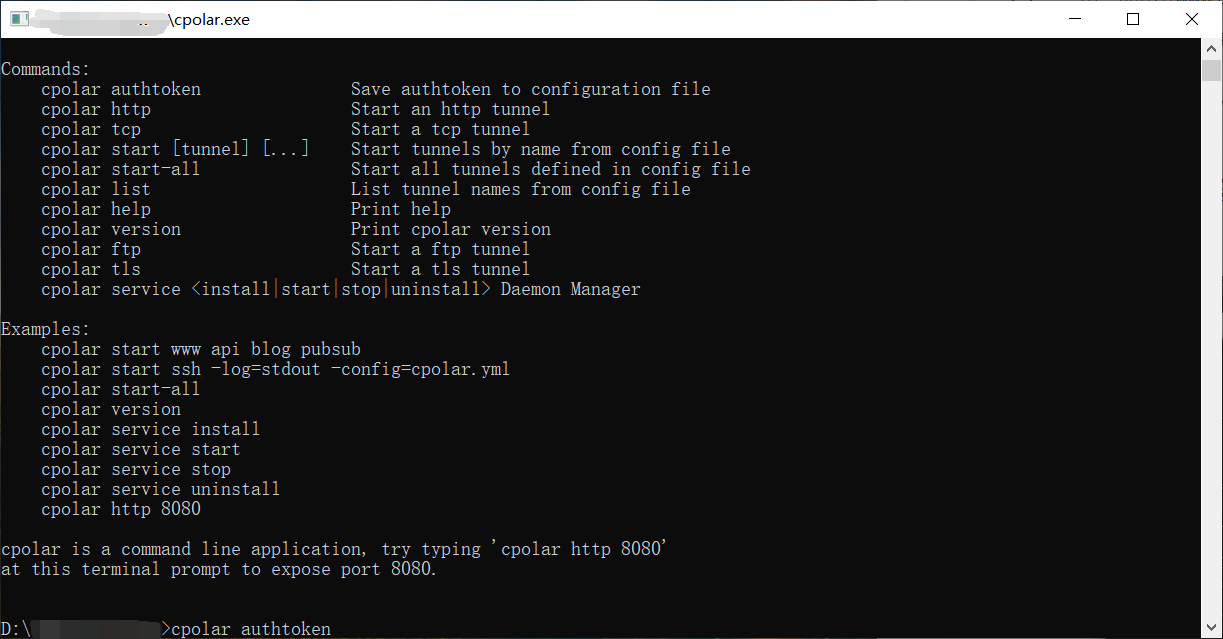 \cpolar.exe
Commands:
cpolar authtoken Save authtoken to configuration file
cpolar http Start an http tunnel
cpolar tcp Start a tcp tunnel
cpolar start [tunnel] [...] Start tunnels by name from config file
cpolar start-all Start all tunnels defined in config file
cpolar list List tunnel names from config file
cpolar help Print help
cpolar version Print cpolar version
cpolar ftp Start a ftp tunnel
cpolar tls Start a tls tunnel
cpolar service <install|start|stop|uninstall> Daemon Manager
Examples:
cpolar start www api blog pubsub
cpolar start ssh -log=stdout -config=cpolar.yml
cpolar start-all
cpolar version
cpolar service install
cpolar service start
cpolar service stop
cpolar service uninstall
cpolar http 8080
cpolar is a command line application, try typing 'cpolar http 8080'
at this terminal prompt to expose port 8080.
D:\ >cpolar authtoken